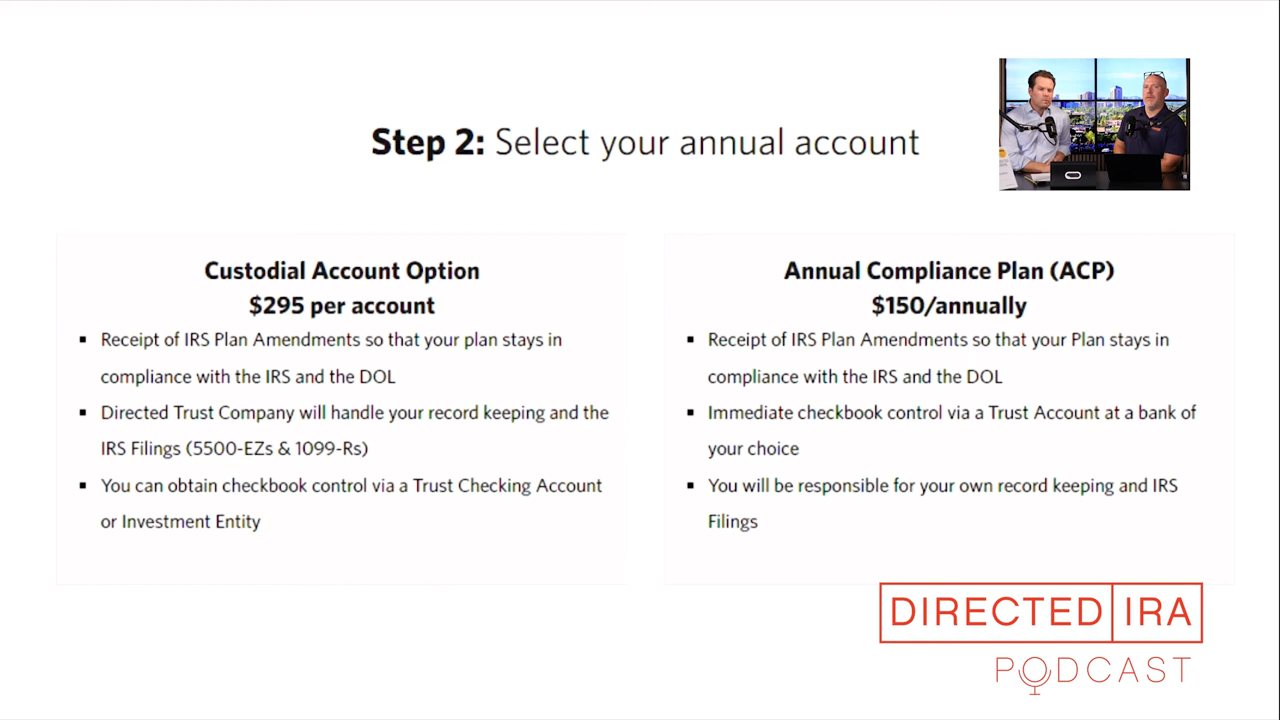 Step 2: Select your annual account
Custodial Account Option
$295 per account
▪ Receipt of IRS Plan Amendments so that your plan stays in
compliance with the IRS and the DOL
▪ Directed Trust Company will handle your record keeping and the
IRS Filings (5500-EZs & 1099-Rs)
▪ You can obtain checkbook control via a Trust Checking Account
or Investment Entity
Annual Compliance Plan (ACP)
$150/annually
▪ Receipt of IRS Plan Amendments so that your Plan stays in
compliance with the IRS and the DOL
▪ Immediate checkbook control via a Trust Account at a bank of
your choice
▪ You will be responsible for your own record keeping and IRS
Filings
DIRECTED IRA
PODCAST